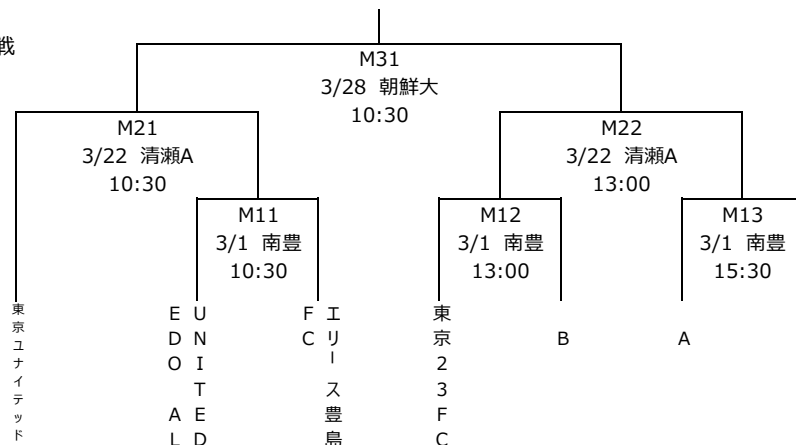 戦
M31
3/28 朝鮮大
10:30
M21
3/22 清瀬A
10:30
M22
3/22 清瀬A
13:00
M11
3/1 南豊
10:30
M12
3/1 南豊
13:00
M13
3/1 南豊
15:30
東京ユナイテッド
EDO AL
UNITED
FC
エリース豊島
東京23FC
B
A